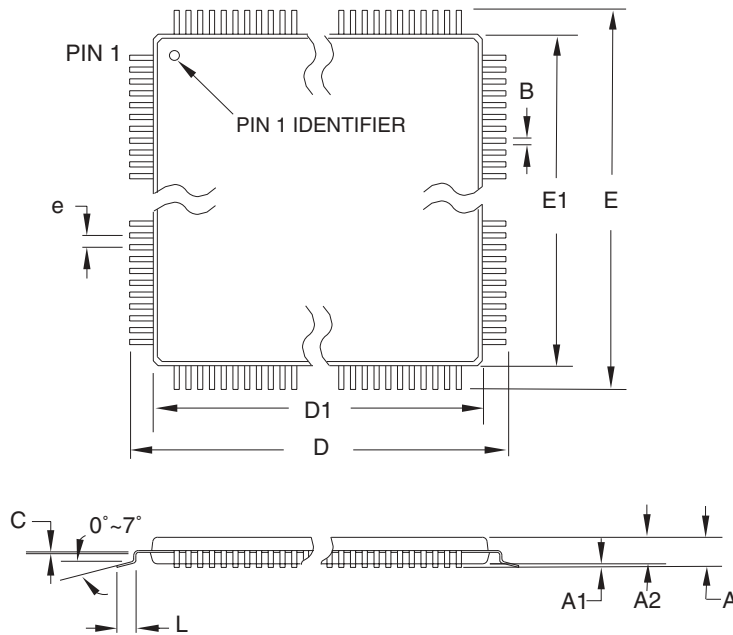 PIN 1
PIN 1 IDENTIFIER
B
e
E1
E
D1
D
C
0°~7°
A1
A2
A
L